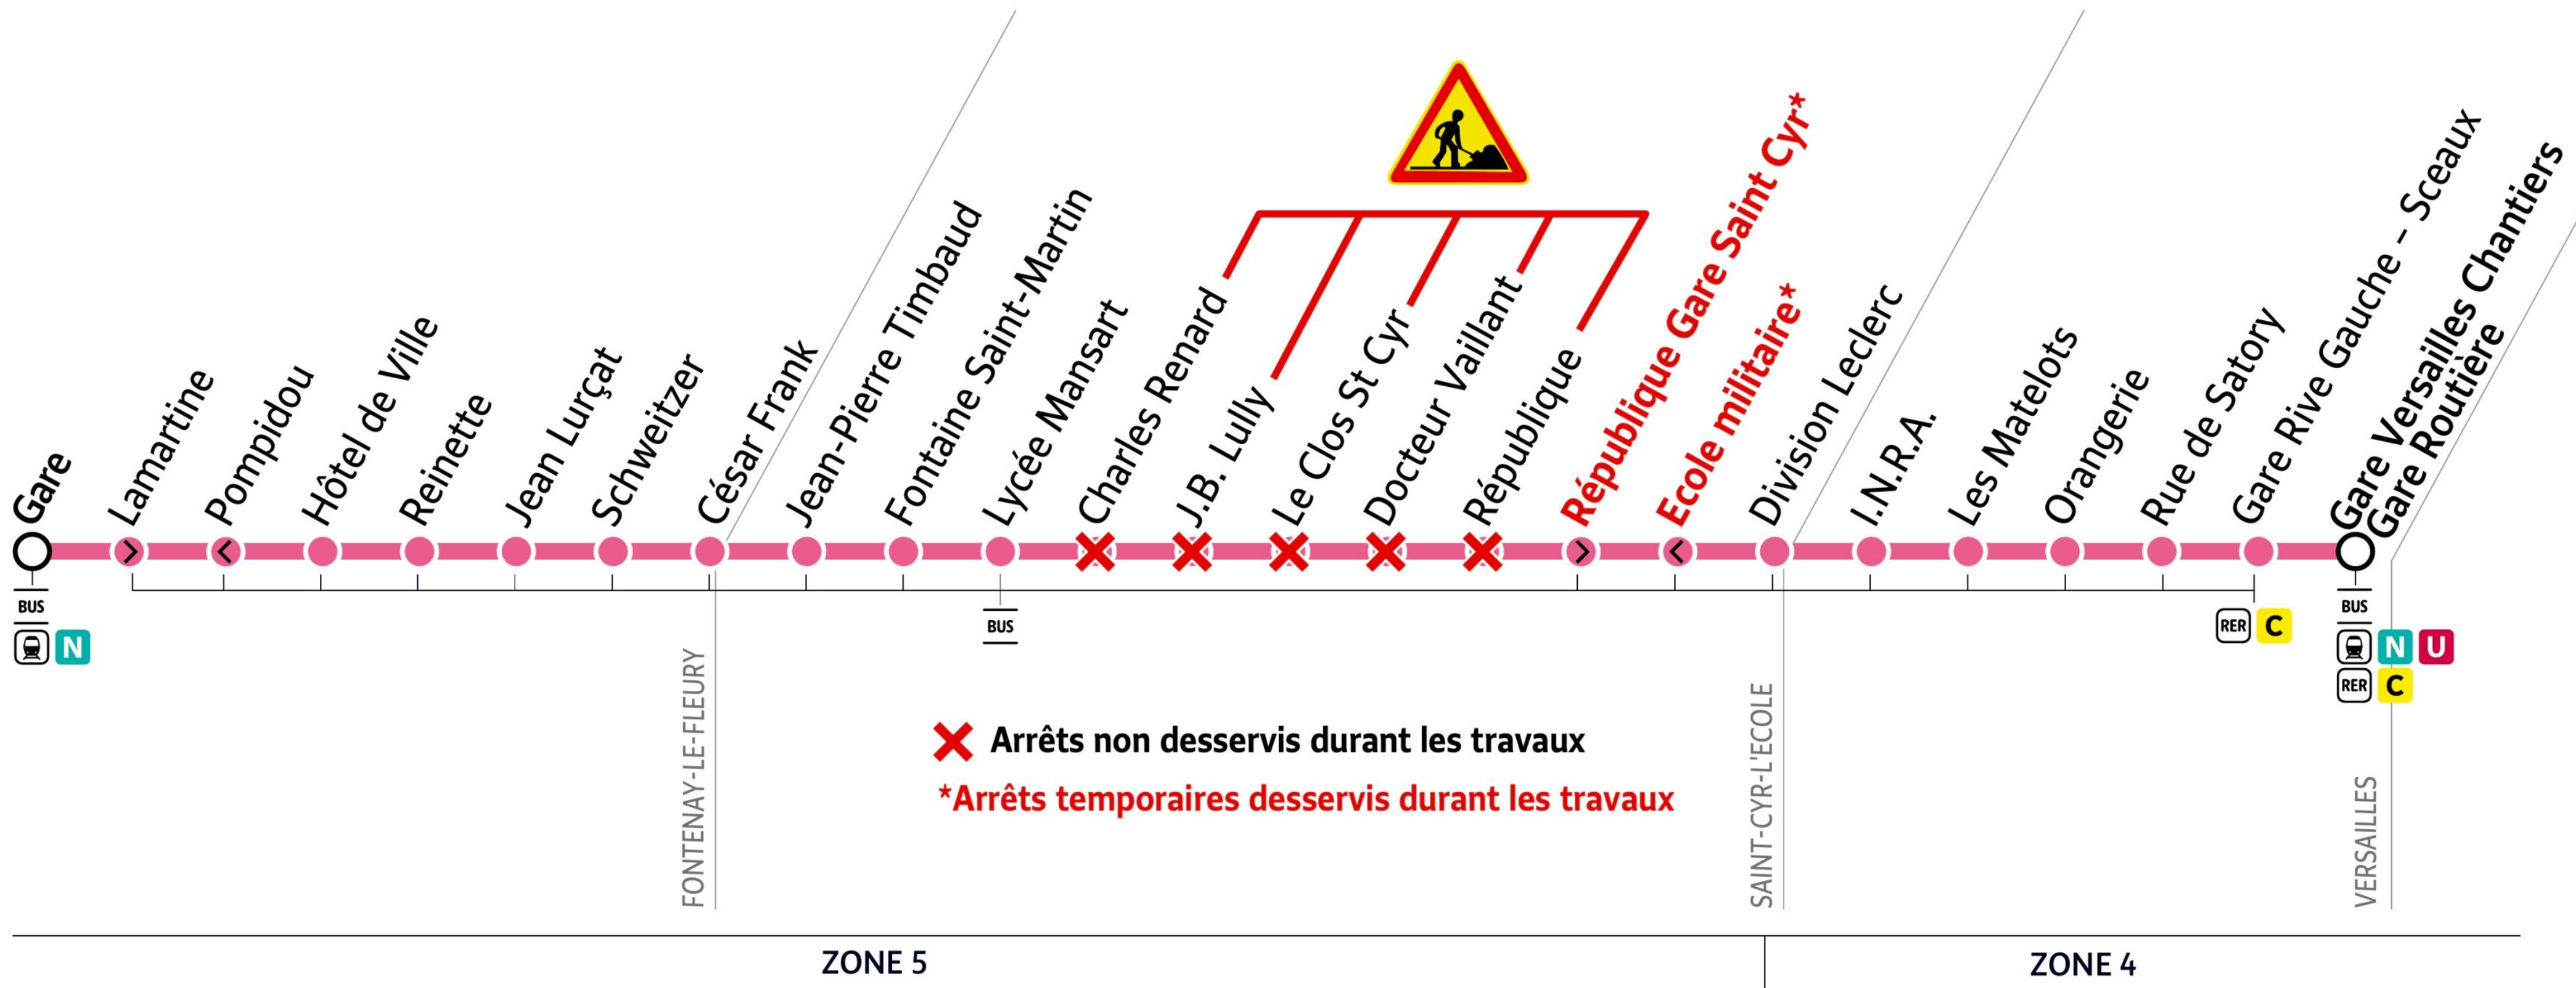 Gare
Lamartine
Pompidou
Hôtel de Ville
Reinette
Jean Lurçat
Schweitzer
César Frank
Jean-Pierre Timbaud
Fontaine Saint-Martin
Lycée Mansart
Charles Renard
J.B. Lully
Le Clos St Cyr
Docteur Vaillant
République
République Gare Saint Cyr*
Ecole militaire*
Division Leclerc
I.N.R.A.
Les Matelots
Orangerie
Rue de Satory
Gare Rive Gauche – Sceaux
Gare Versailles Chantiers
Gare Routière
BUS
N
BUS
RER C
BUS
N U
RER C
FONTENAY-LE-FLEURY
SAINT-CYR-L'ECOLE
VERSAILLES
Arrêts non desservis durant les travaux
*Arrêts temporaires desservis durant les travaux
ZONE 5
ZONE 4